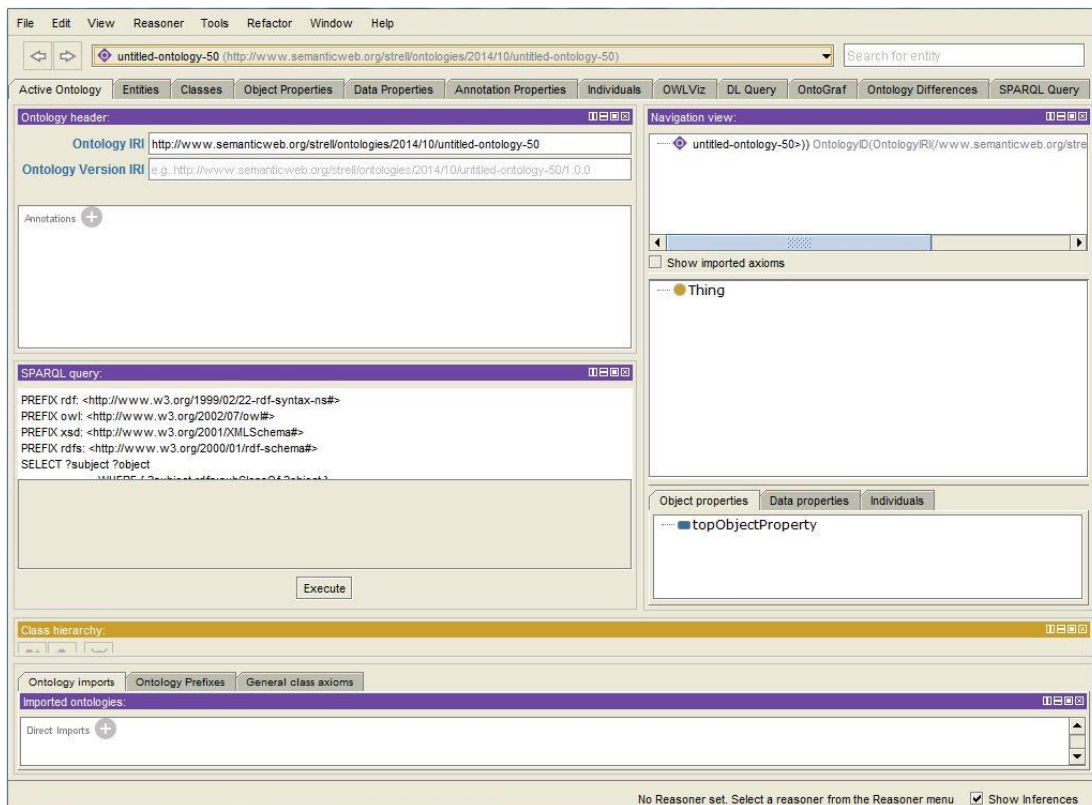 File Edit View Reasoner Tools Refactor Window Help
untitled-ontology-50 (http://www.semanticweb.org/strell/ontologies/2014/10/untitled-ontology-50)
Search for entity
Active Ontology Entities Classes Object Properties Data Properties Annotation Properties Individuals OWLViz DL Query OntoGraf Ontology Differences SPARQL Query
Ontology header:
Ontology IRI http://www.semanticweb.org/strell/ontologies/2014/10/untitled-ontology-50
Ontology Version IRI e.g. http://www.semanticweb.org/strell/ontologies/2014/10/untitled-ontology-50/1.0.0
Annotations
SPARQL query:
PREFIX rdf: <http://www.w3.org/1999/02/22-rdf-syntax-ns#>
PREFIX owl: <http://www.w3.org/2002/07/owl#>
PREFIX xsd: <http://www.w3.org/2001/XMLSchema#>
PREFIX rdfs: <http://www.w3.org/2000/01/rdf-schema#>
SELECT ?subject ?object
WHERE { ?subject rdfs:subClassOf ?object }
Execute
Navigation view:
untitled-ontology-50>)) OntologyID(OntologyIRI(/www.semanticweb.org/stre
Show imported axioms
Thing
Object properties Data properties Individuals
topObjectProperty
Class hierarchy:
Ontology imports Ontology Prefixes General class axioms
Imported ontologies:
Direct Imports
No Reasoner set. Select a reasoner from the Reasoner menu Show Inferences